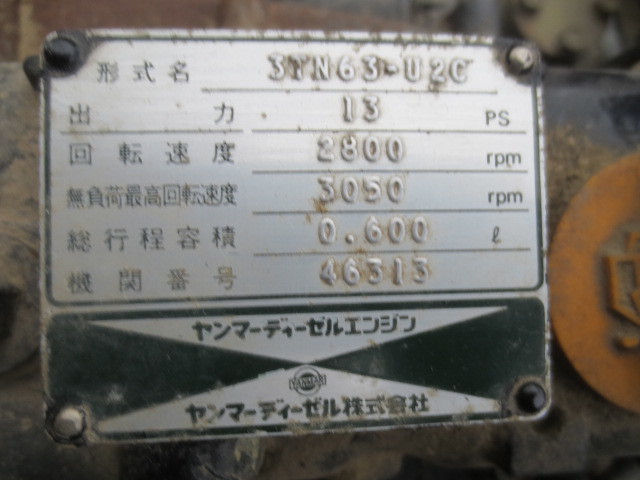 形式名 3TN63-U2C
出力 13 PS
回転速度 2800 rpm
無負荷最高回転速度 3050 rpm
総行程容積 0.600 ℓ
機関番号 46313
ヤンマーディーゼルエンジン
YANMAR
ヤンマーディーゼル株式会社